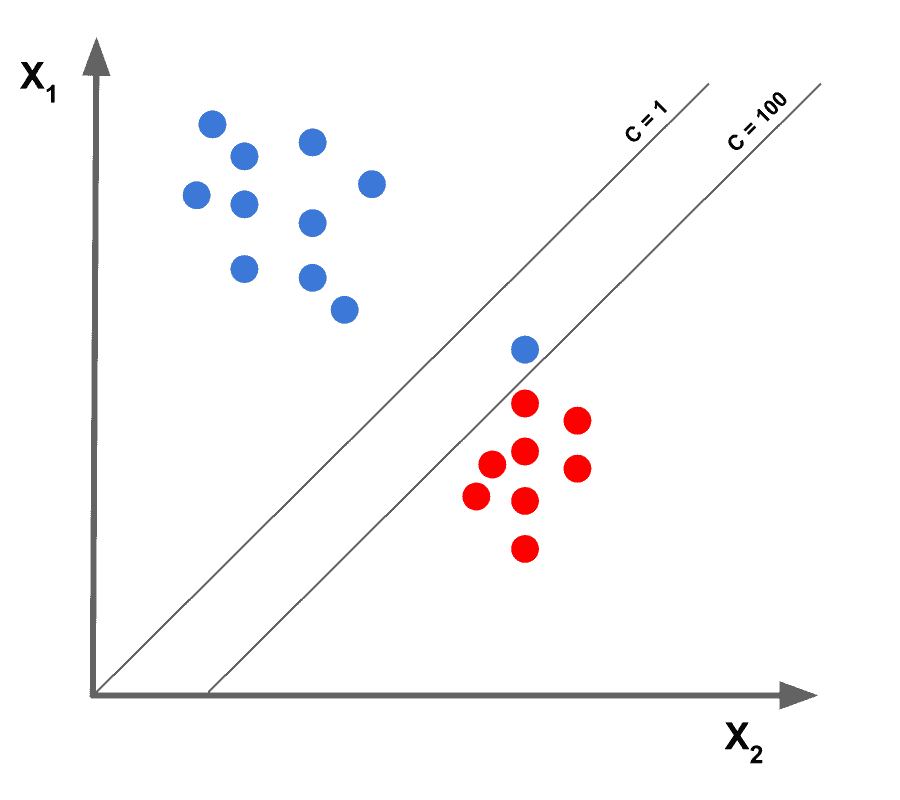 X₁
C = 1
C = 100
X₂